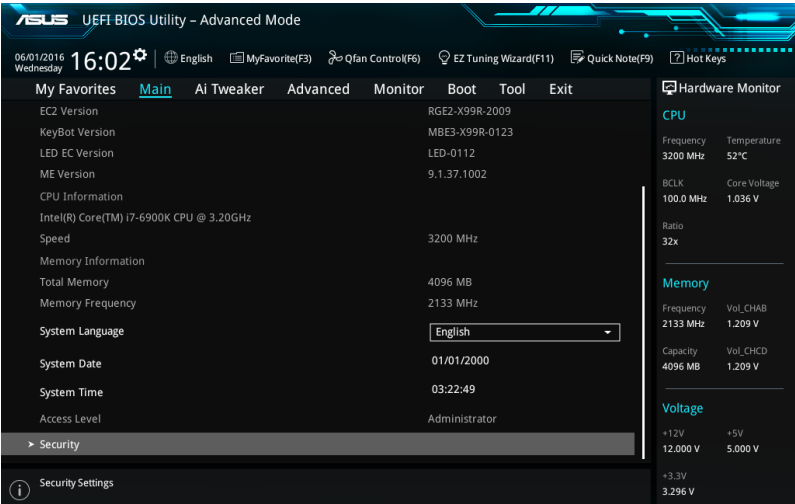 ASUS UEFI BIOS Utility – Advanced Mode
06/01/2016 Wednesday 16:02 English MyFavorite(F3) Qfan Control(F6) EZ Tuning Wizard(F11) Quick Note(F9) ? Hot Keys
My Favorites Main Ai Tweaker Advanced Monitor Boot Tool Exit
EC2 Version RGE2-X99R-2009
KeyBot Version MBE3-X99R-0123
LED EC Version LED-0112
ME Version 9.1.37.1002
CPU Information
Intel(R) Core(TM) i7-6900K CPU @ 3.20GHz
Speed 3200 MHz
Memory Information
Total Memory 4096 MB
Memory Frequency 2133 MHz
System Language English
System Date 01/01/2000
System Time 03:22:49
Access Level Administrator
> Security
i Security Settings
Hardware Monitor
CPU
Frequency Temperature
3200 MHz 52°C
BCLK Core Voltage
100.0 MHz 1.036 V
Ratio
32x
Memory
Frequency Vol_CHAB
2133 MHz 1.209 V
Capacity Vol_CHCD
4096 MB 1.209 V
Voltage
+12V +5V
12.000 V 5.000 V
+3.3V
3.296 V